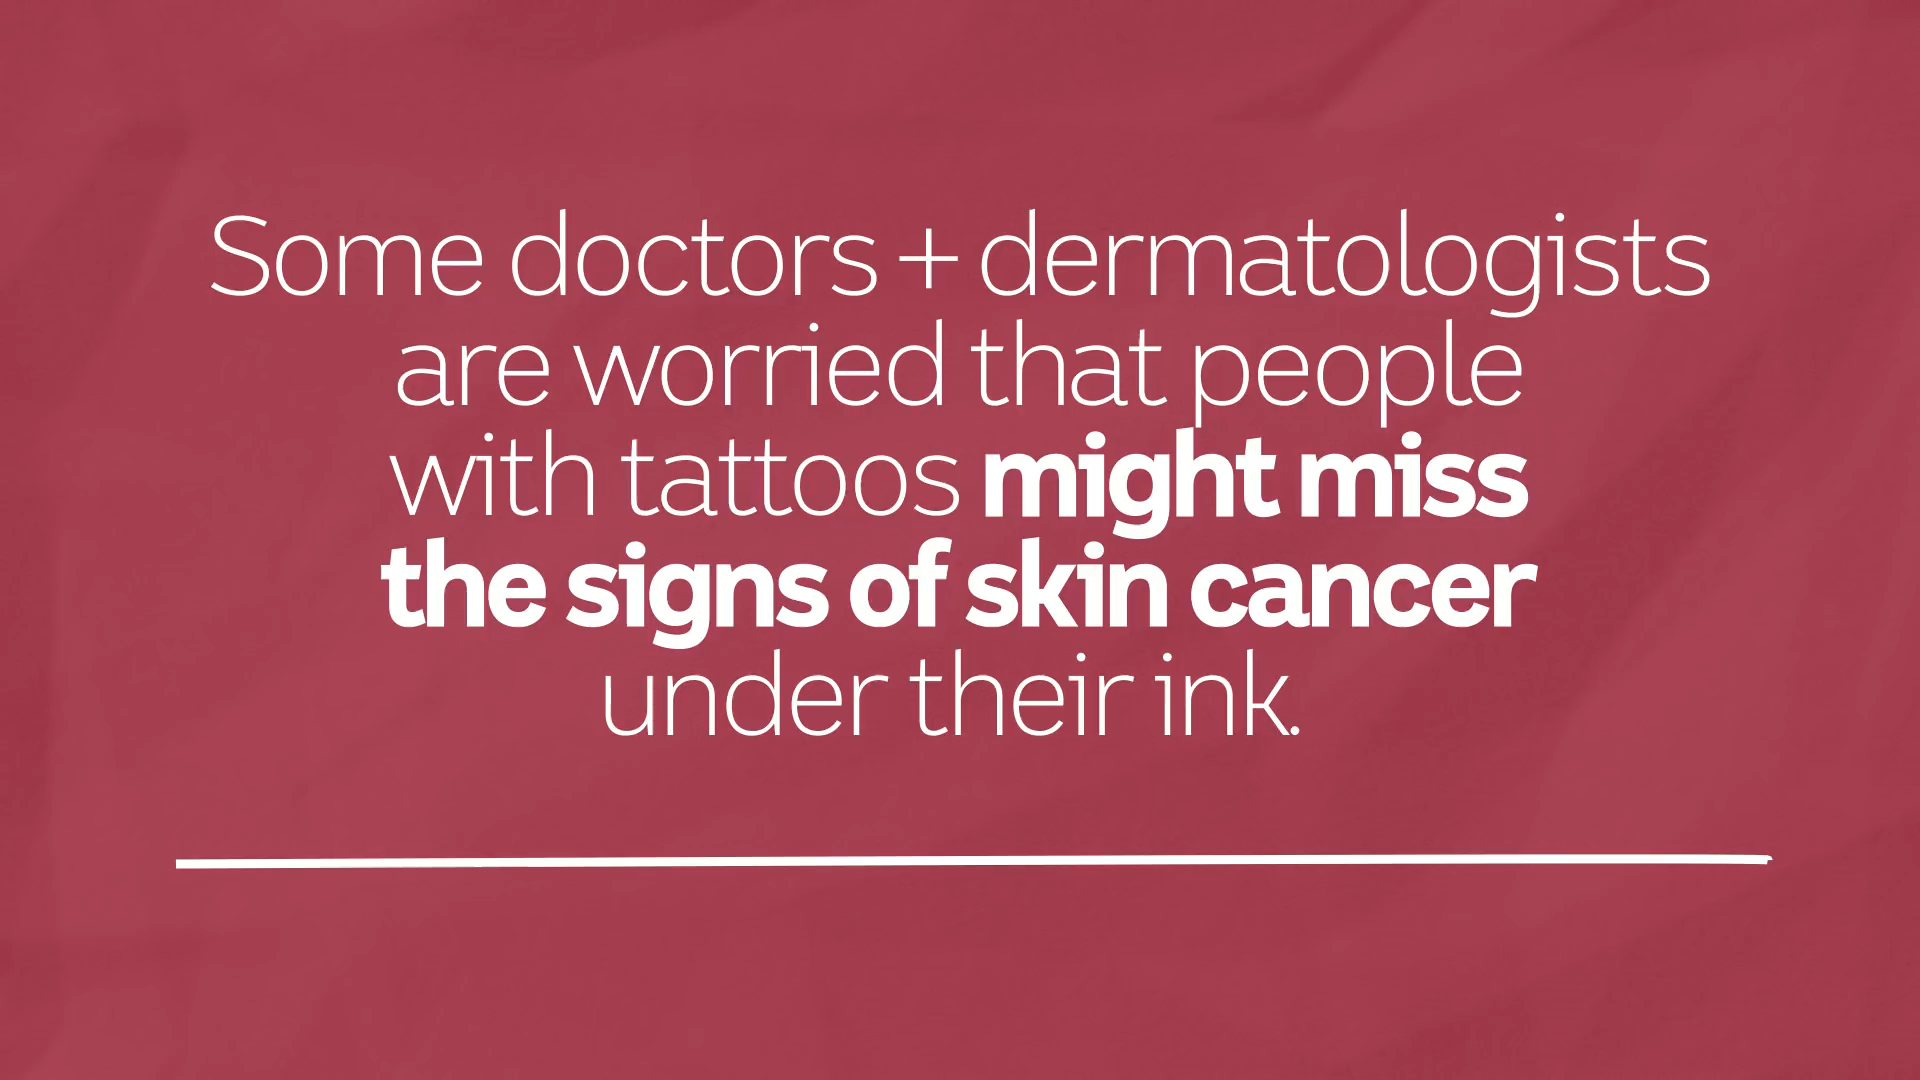 Some doctors + dermatologists
are worried that people
with tattoos might miss
the signs of skin cancer
under their ink.